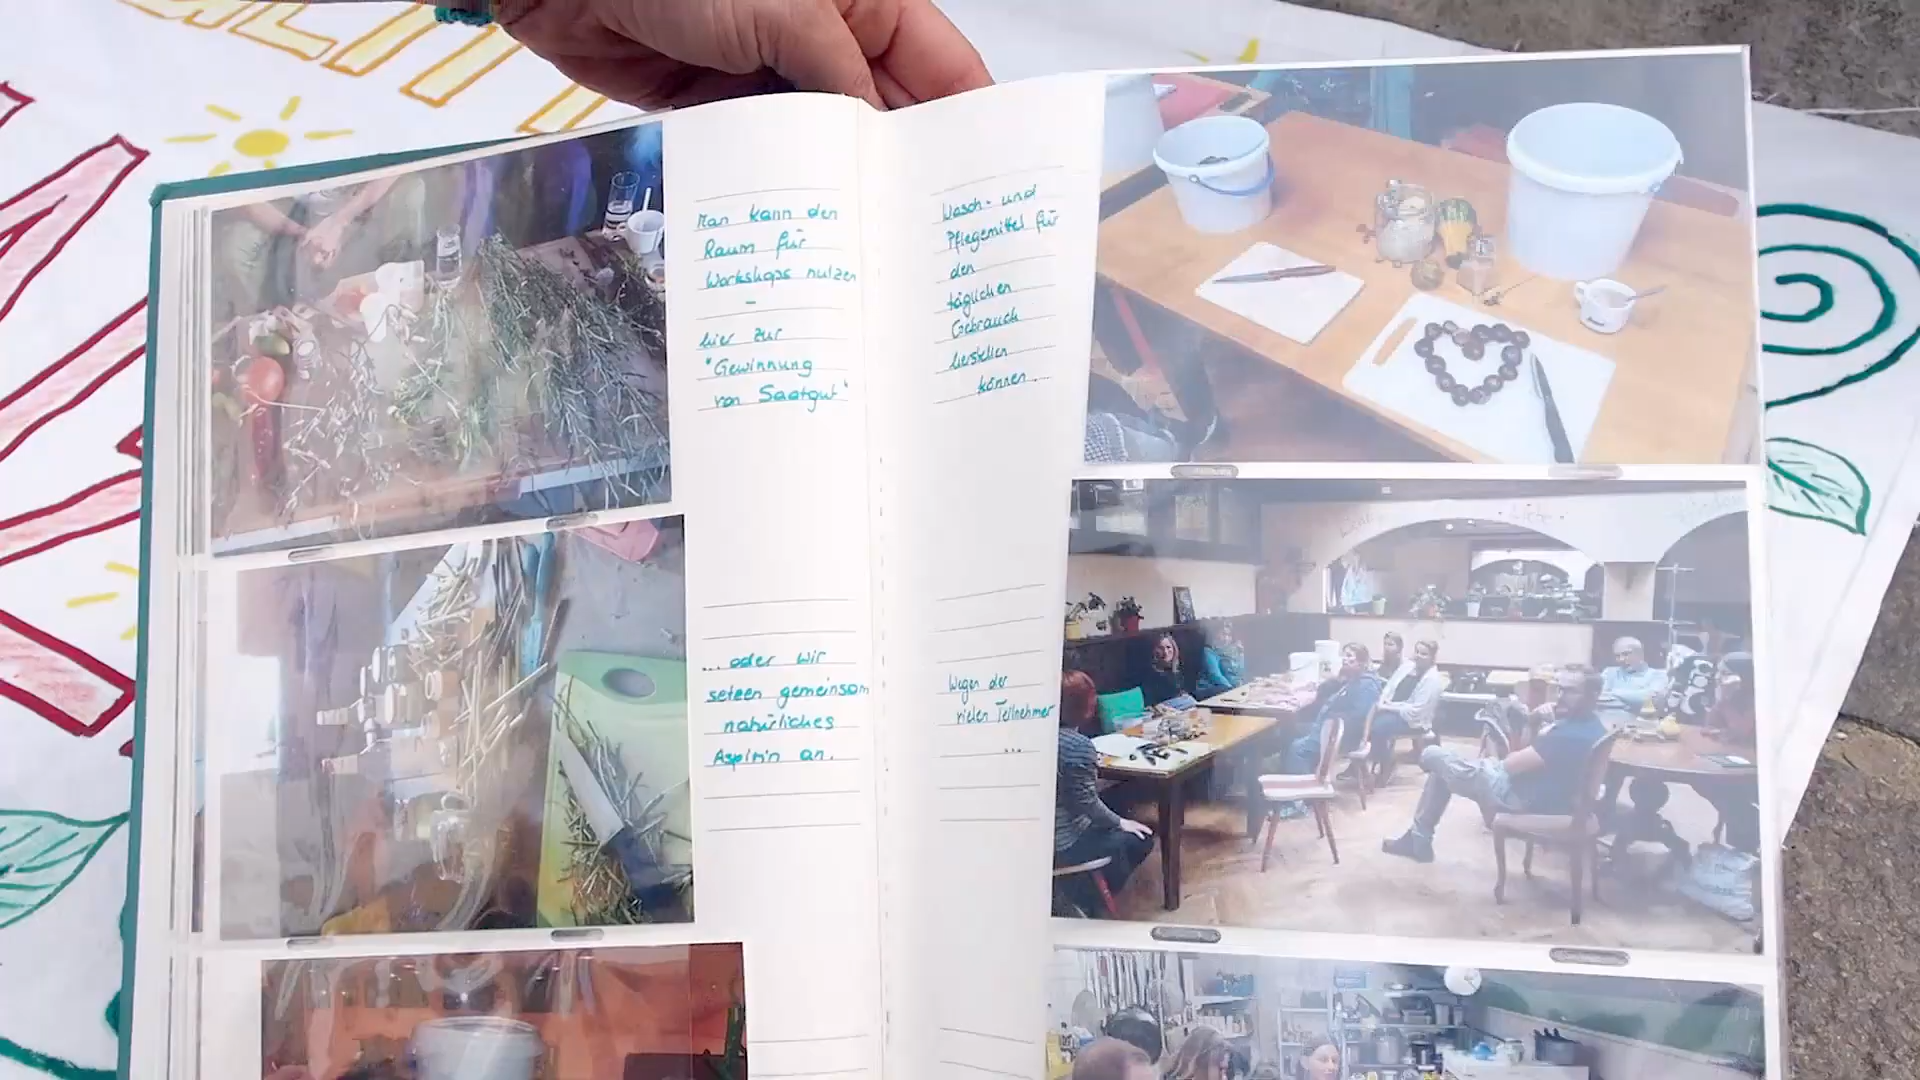 Man kann den
Raum für
Workshops nutzen
-
hier zur
"Gewinnung
von Saatgut"
... oder wir
setzen gemeinsam
natürliches
Aspirin an.
Wasch- und
Pflegemittel für
den
täglichen
Gebrauch
herstellen
können...
Wegen der
vielen Teilnehmer
...